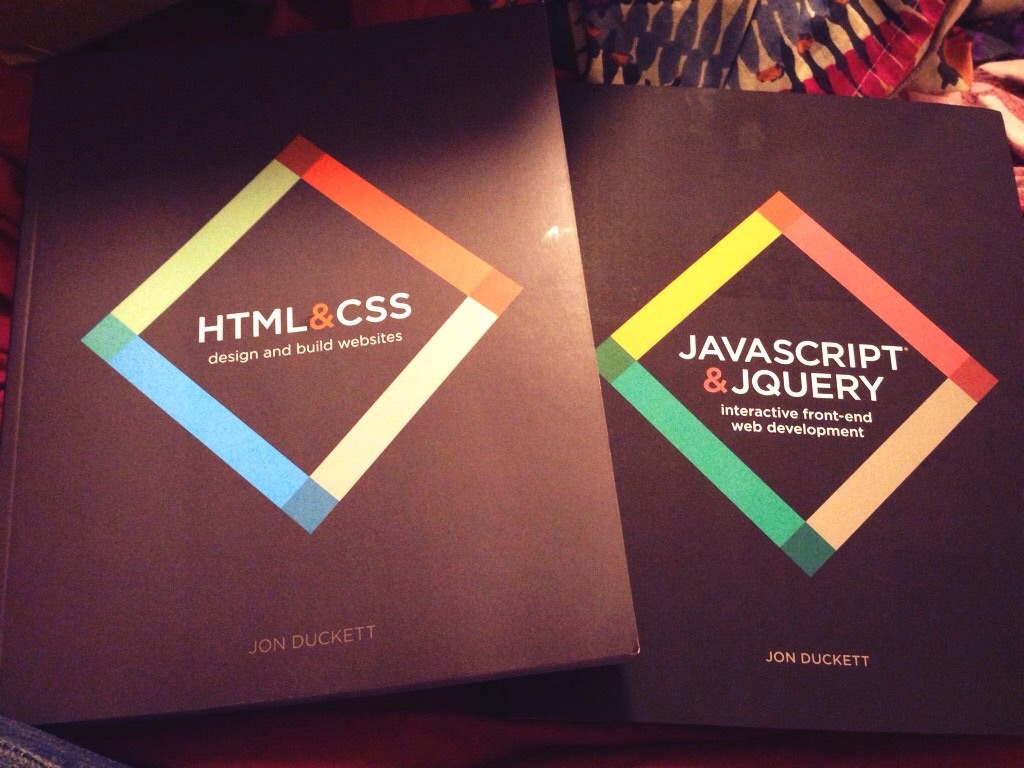 HTML&CSS
design and build websites
JON DUCKETT
JAVASCRIPT
&JQUERY
interactive front-end
web development
JON DUCKETT